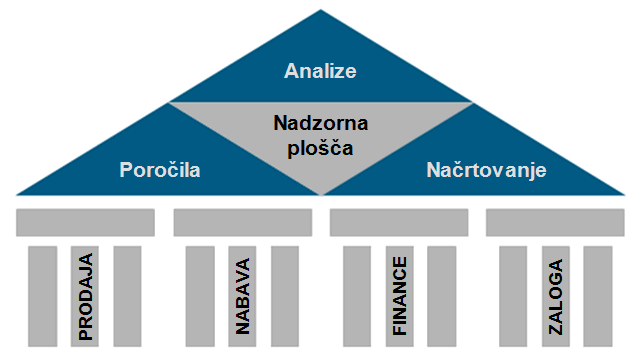 Analize
Nadzorna
plošča
Poročila
Načrtovanje
PRODAJA
NABAVA
FINANCE
ZALOGA